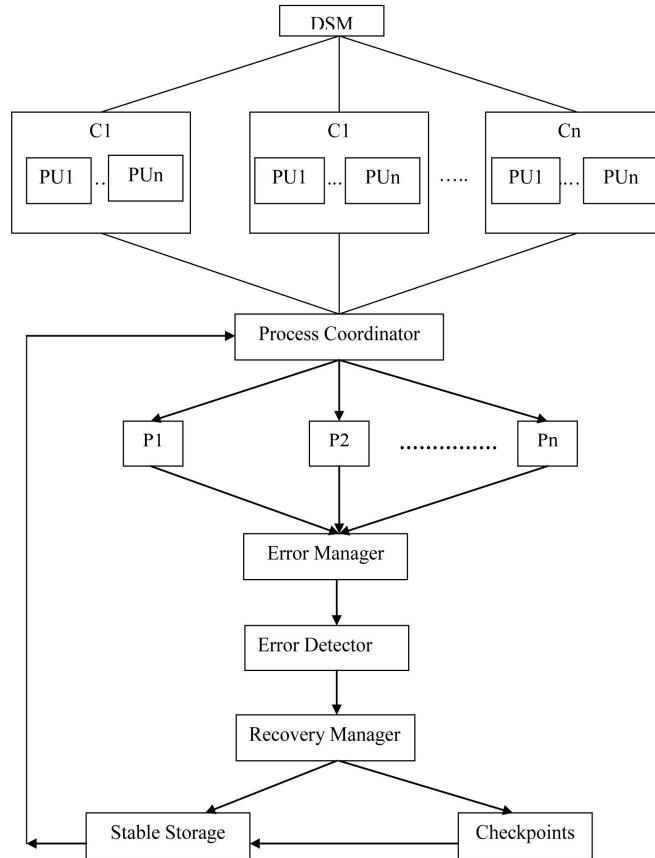 DSM
C1
C1
Cn
PU1
..
PUn
PU1
...
PUn
.....
PU1
....
PUn
Process Coordinator
P1
P2
...............
Pn
Error Manager
Error Detector
Recovery Manager
Stable Storage
Checkpoints